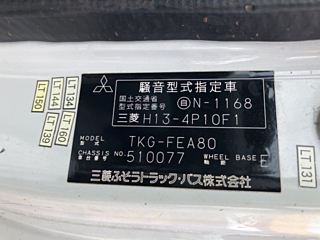 騒音型式指定車
国土交通省
型式指定番号 自N-1168
三菱 H13-4P10F1
MODEL
型式 TKG-FEA80
CHASSIS NO.
車台番号 510077 WHEEL BASE E
三菱ふそうトラック・バス株式会社
LT134
LT144
LT150
LT160
LT139
LT131